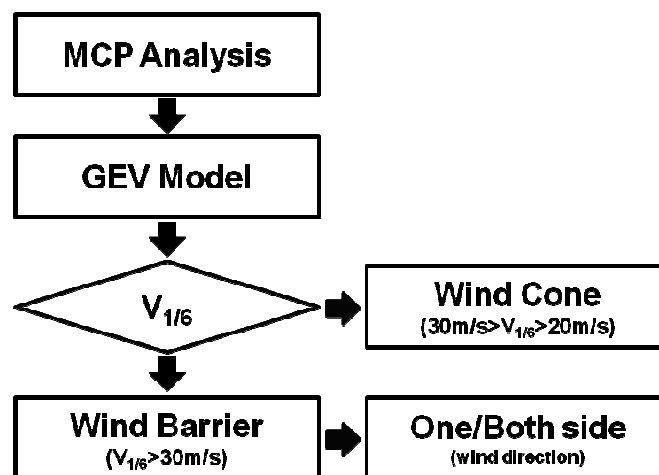 MCP Analysis
GEV Model
V1/6
Wind Cone
(30m/s>V1/6>20m/s)
Wind Barrier
(V1/6>30m/s)
One/Both side
(wind direction)